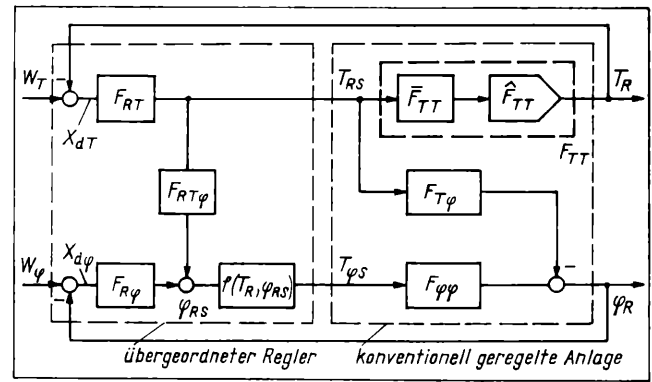 W_T
−
X_dT
F_RT
T_RS
F̄_TT
F̂_TT
T_R
F_TT
F_RTφ
F_Tφ
W_φ
X_dφ
−
F_Rφ
φ_RS
f(T_R, φ_RS)
T_φS
F_φφ
−
φ_R
übergeordneter Regler
konventionell geregelte Anlage